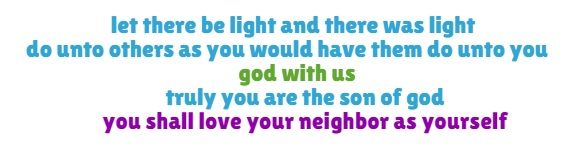 let there be light and there was light
do unto others as you would have them do unto you
god with us
truly you are the son of god
you shall love your neighbor as yourself